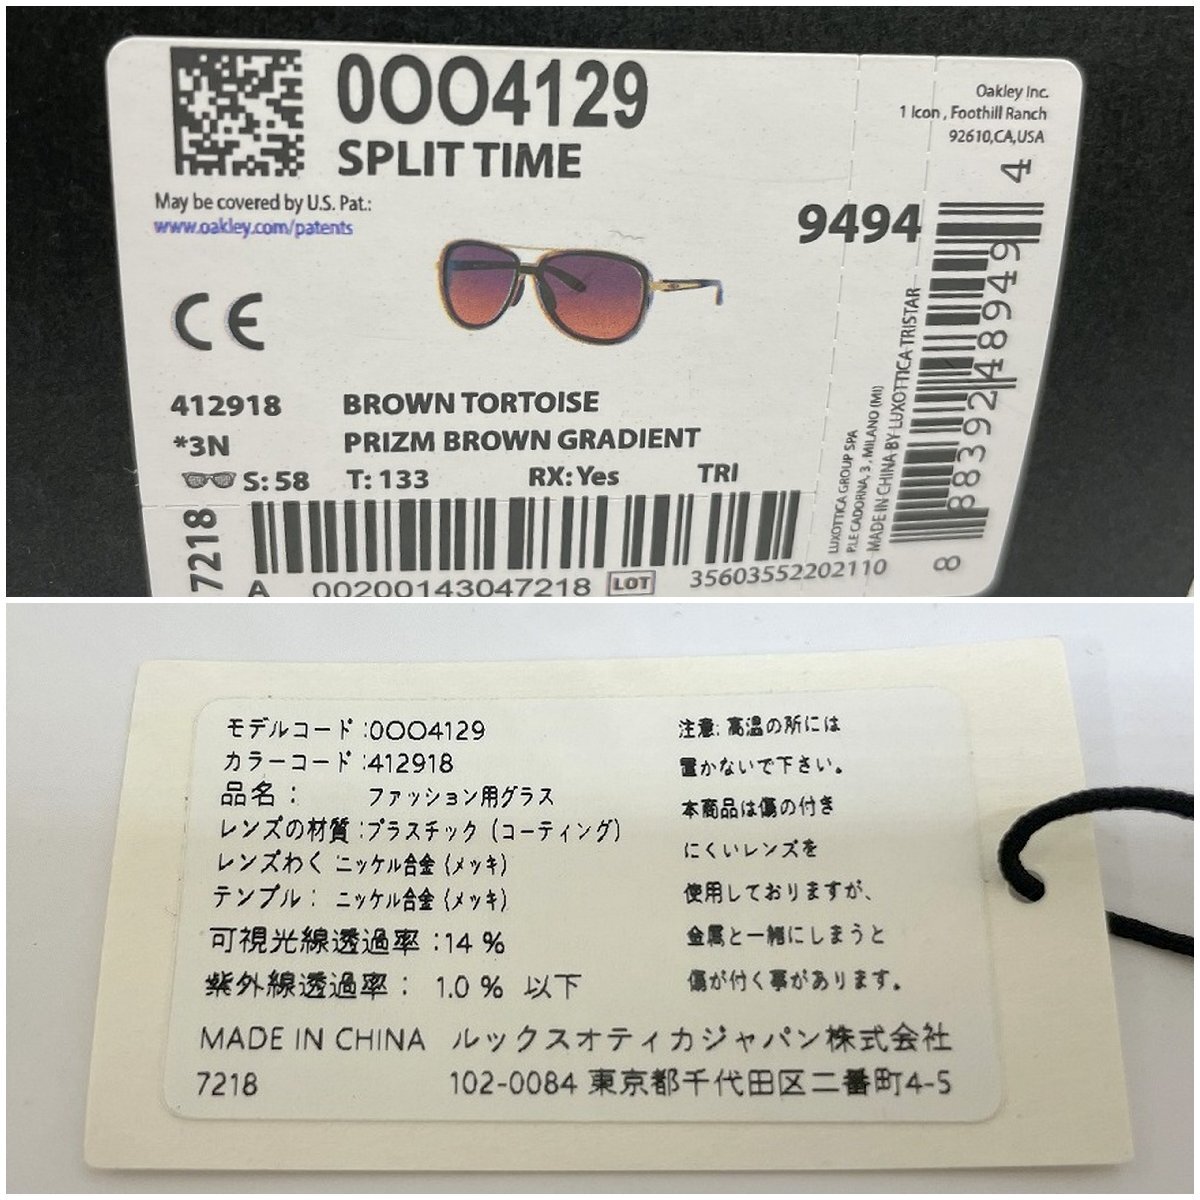 0OO4129
SPLIT TIME
May be covered by U.S. Pat.:
www.oakley.com/patents
CE
412918 BROWN TORTOISE
*3N PRIZM BROWN GRADIENT
S: 58 T: 133 RX: Yes TRI
7218
A 00200143047218 LOT 35603552202110
Oakley Inc.
1 Icon , Foothill Ranch
92610,CA,USA
9494
LUXOTTICA GROUP SPA
P.LE CADORNA, 3 , MILANO (MI)
MADE IN CHINA BY LUXOTTICA TRISTAR
8 883924 89494 4
モデルコード :0OO4129
カラーコード :412918
品名： ファッション用グラス
レンズの材質 :プラスチック (コーティング)
レンズわく ニッケル合金 (メッキ)
テンプル： ニッケル合金 (メッキ)
可視光線透過率 :14 %
紫外線透過率： 1.0 % 以下
注意: 高温の所には
置かないで下さい。
本商品は傷の付き
にくいレンズを
使用しておりますが、
金属と一緒にしまうと
傷が付く事があります。
MADE IN CHINA ルックスオティカジャパン株式会社
7218 102-0084 東京都千代田区二番町4-5